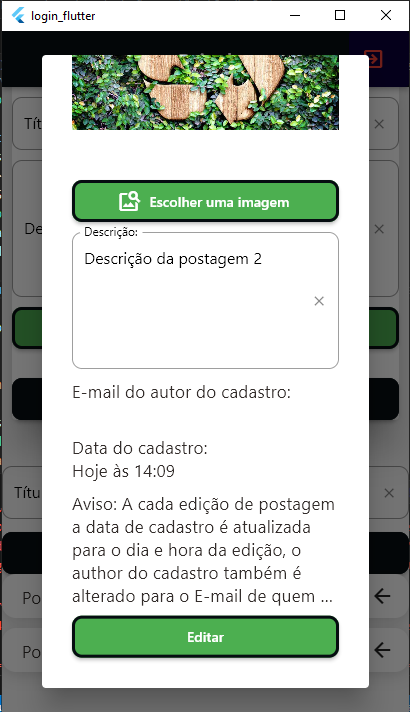 login_flutter
Títu
De
Escolher uma imagem
Descrição:
Descrição da postagem 2
E-mail do autor do cadastro:
Data do cadastro:
Hoje às 14:09
Aviso: A cada edição de postagem
a data de cadastro é atualizada
para o dia e hora da edição, o
author do cadastro também é
alterado para o E-mail de quem ...
Editar
Títu
Po
Po